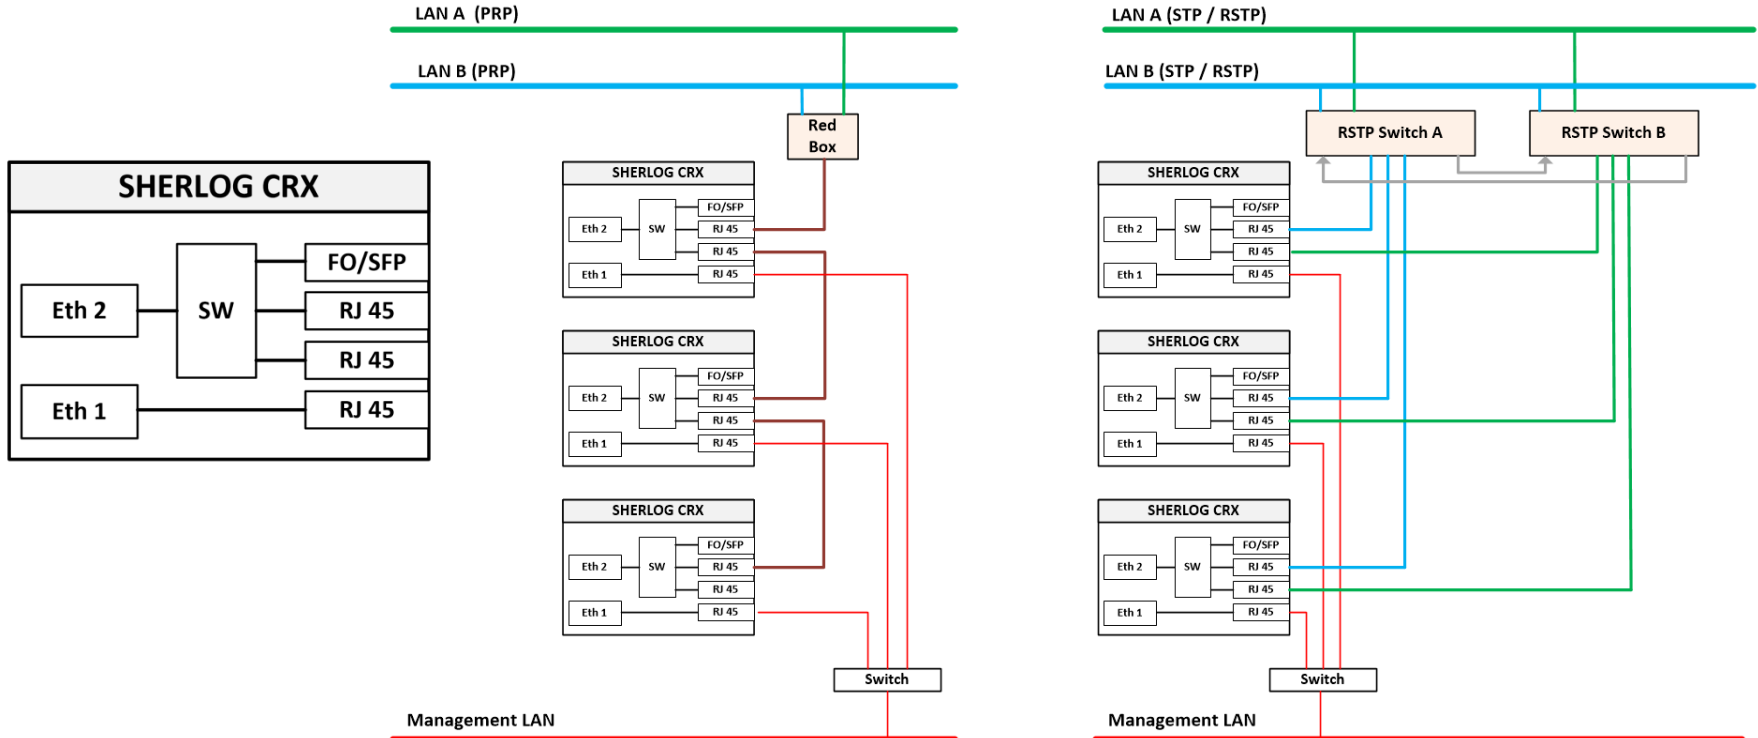 SHERLOG CRX
Eth 2
SW
FO/SFP
RJ 45
RJ 45
Eth 1
RJ 45
LAN A (PRP)
LAN B (PRP)
Red
Box
SHERLOG CRX
Eth 2
SW
FO/SFP
RJ 45
RJ 45
Eth 1
RJ 45
SHERLOG CRX
Eth 2
SW
FO/SFP
RJ 45
RJ 45
Eth 1
RJ 45
SHERLOG CRX
Eth 2
SW
FO/SFP
RJ 45
RJ 45
Eth 1
RJ 45
Switch
Management LAN
LAN A (STP / RSTP)
LAN B (STP / RSTP)
RSTP Switch A
RSTP Switch B
SHERLOG CRX
Eth 2
SW
FO/SFP
RJ 45
RJ 45
Eth 1
RJ 45
SHERLOG CRX
Eth 2
SW
FO/SFP
RJ 45
RJ 45
Eth 1
RJ 45
SHERLOG CRX
Eth 2
SW
FO/SFP
RJ 45
RJ 45
Eth 1
RJ 45
Switch
Management LAN